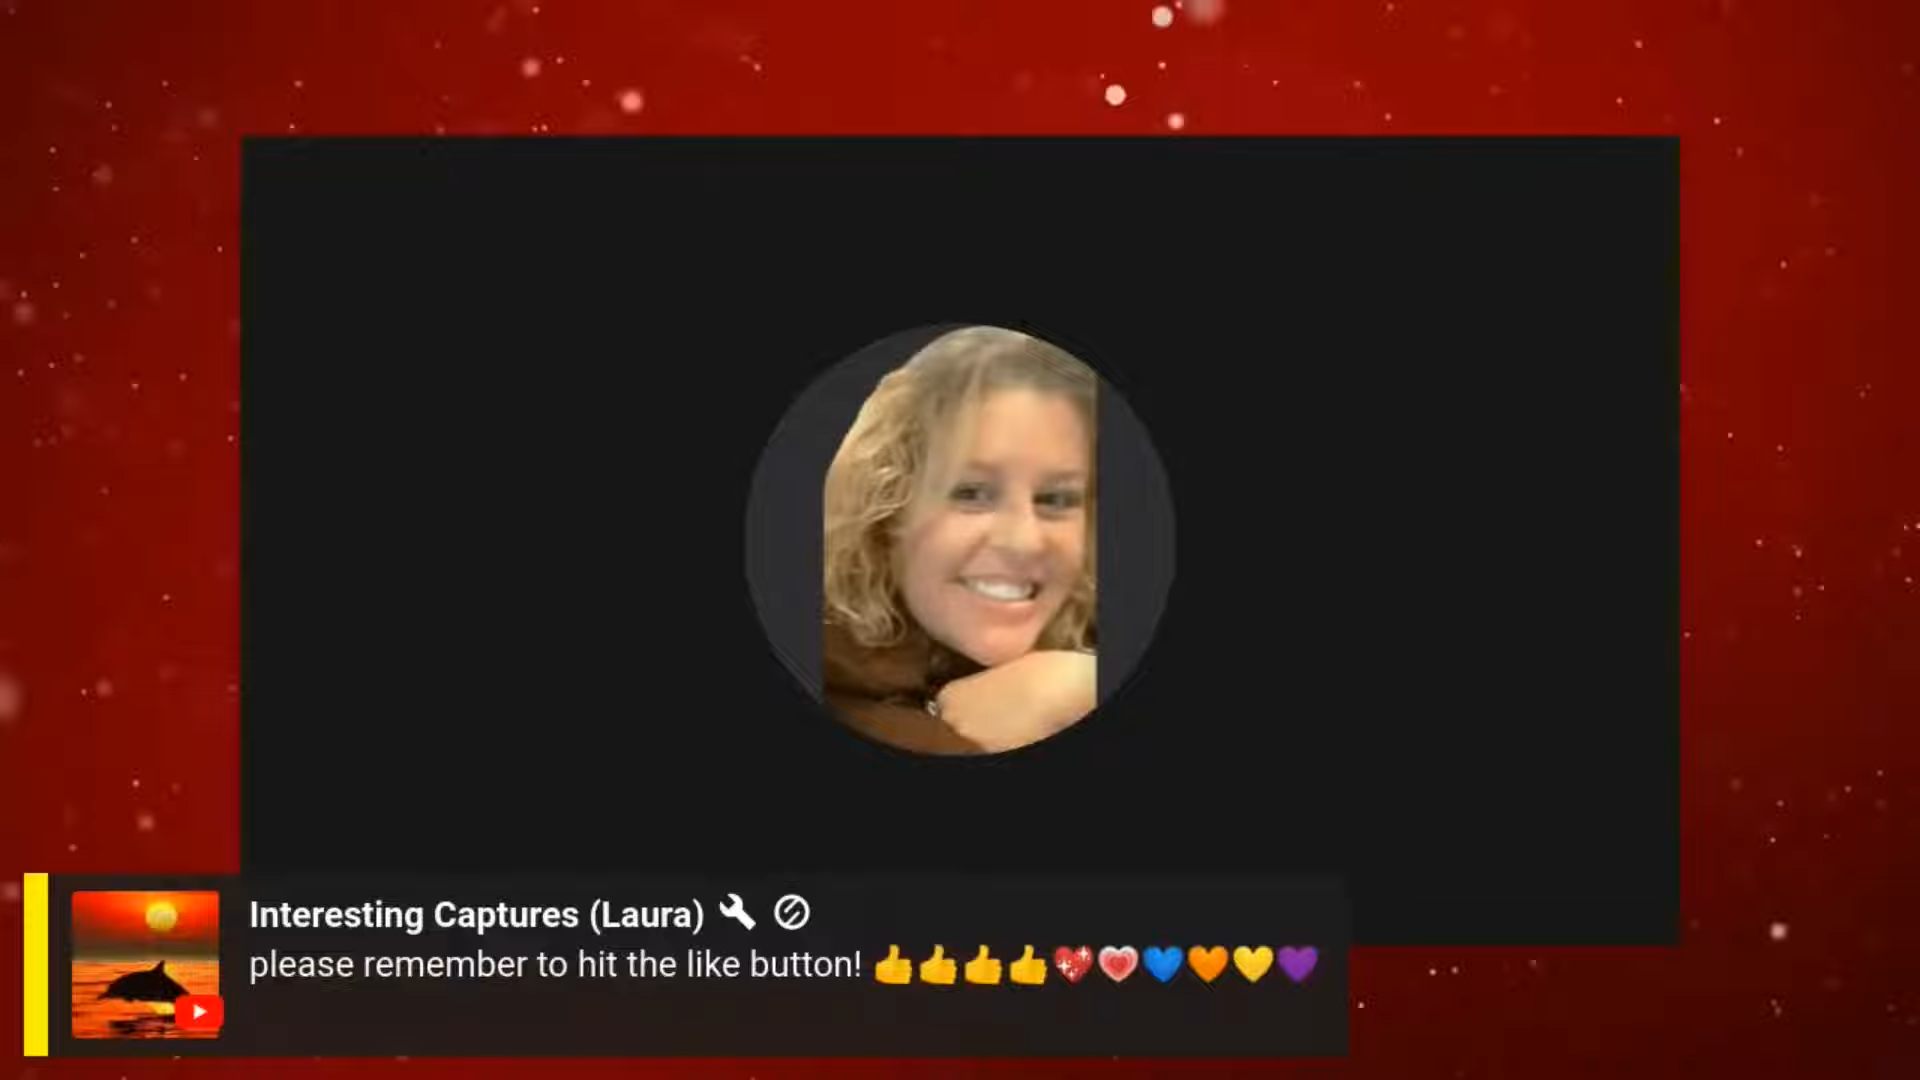 Interesting Captures (Laura)
please remember to hit the like button! 👍👍👍👍💖💗💙🧡💛💜